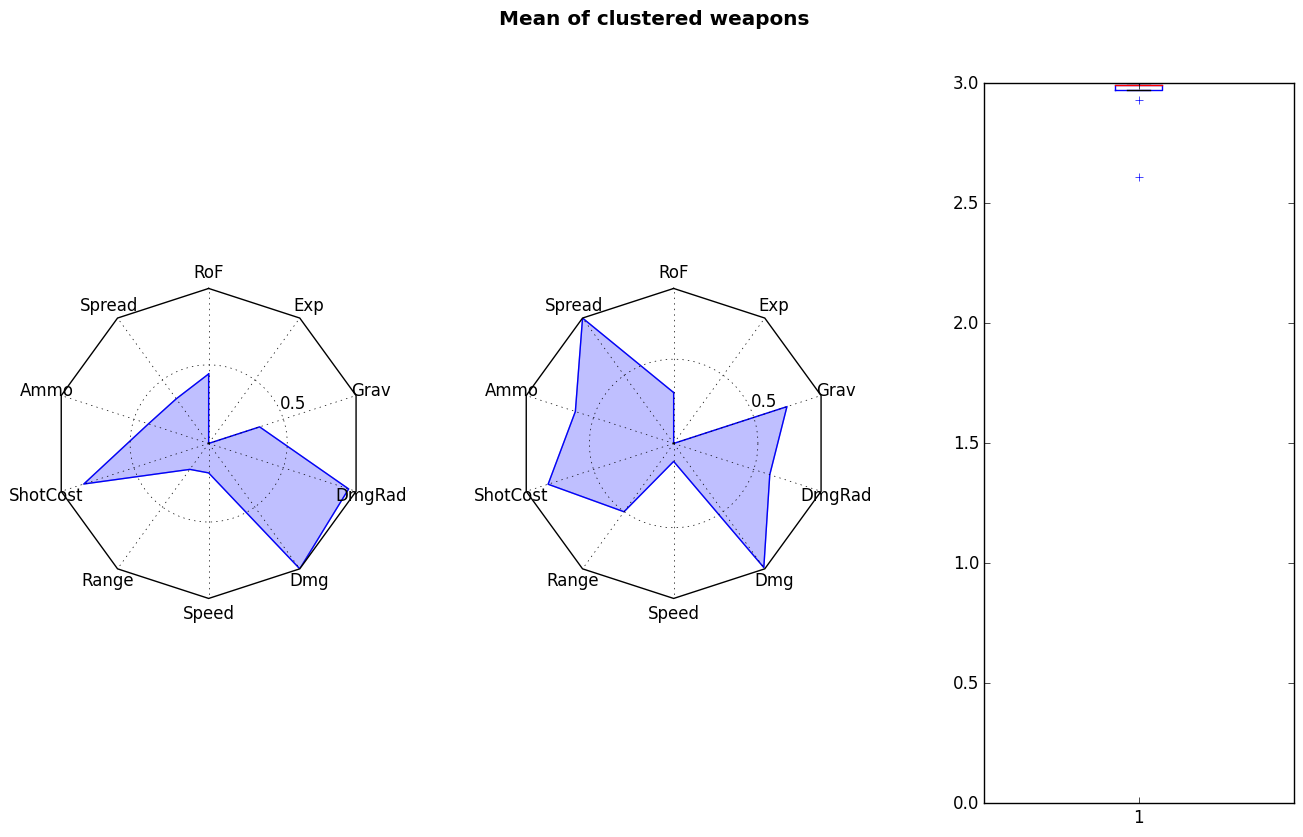 Mean of clustered weapons
RoF
Exp
Grav
DmgRad
Dmg
Speed
Range
ShotCost
Ammo
Spread
0.5
RoF
Exp
Grav
DmgRad
Dmg
Speed
Range
ShotCost
Ammo
Spread
0.5
3.0
2.5
2.0
1.5
1.0
0.5
0.0
1